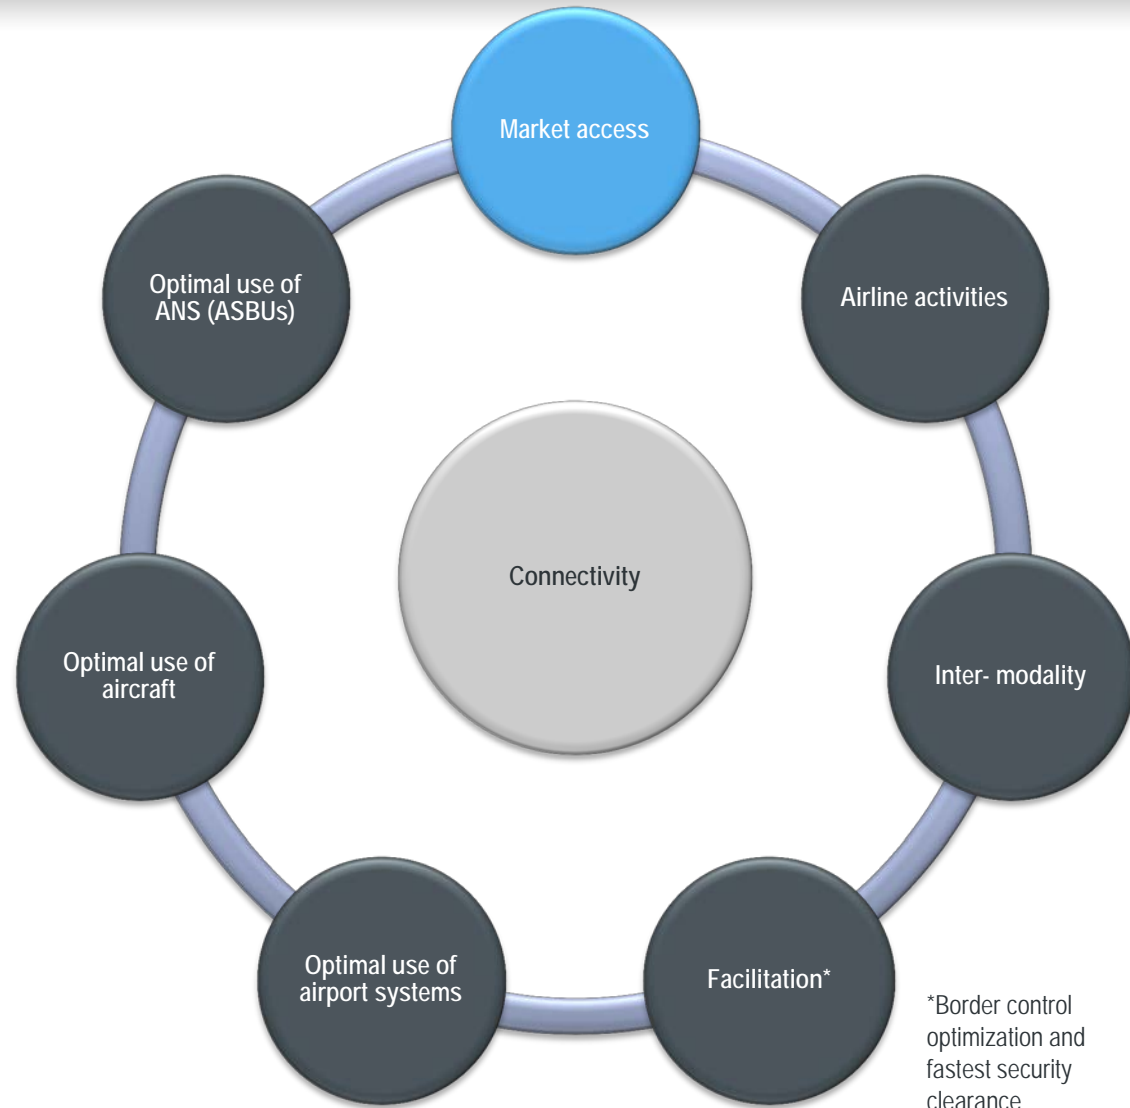 Market access
Optimal use of
ANS (ASBUs)
Airline activities
Connectivity
Optimal use of
aircraft
Inter- modality
Optimal use of
airport systems
Facilitation*
*Border control
optimization and
fastest security
clearance